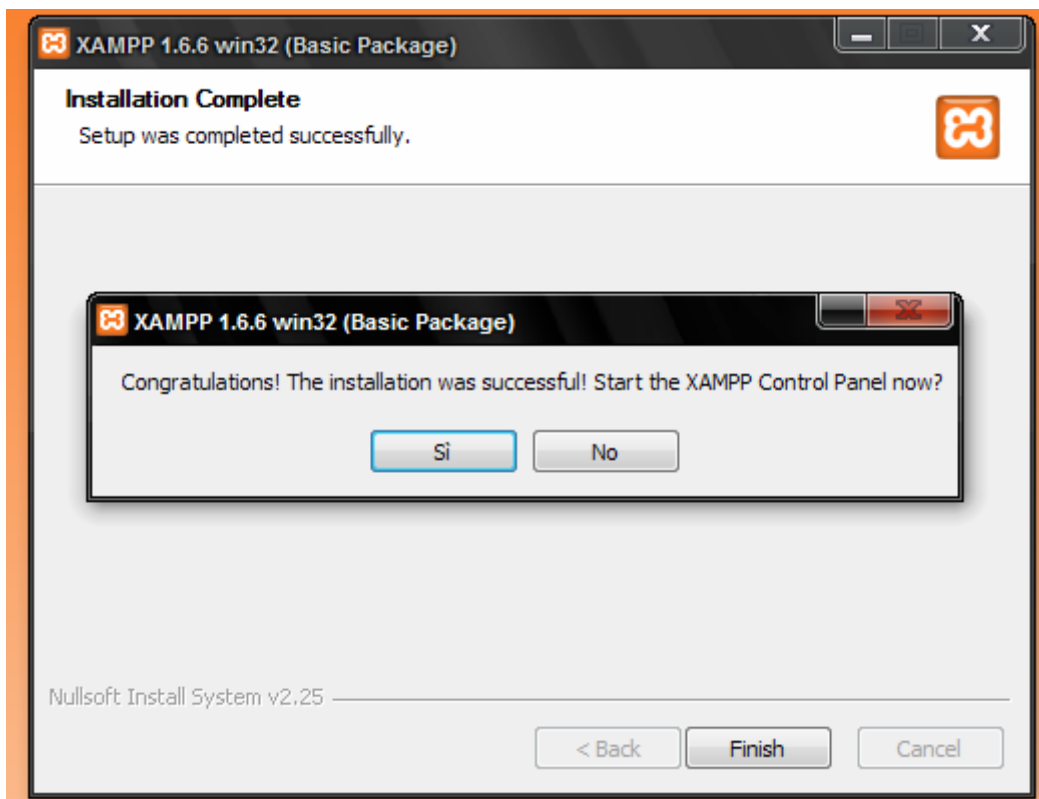 XAMPP 1.6.6 win32 (Basic Package)
Installation Complete
Setup was completed successfully.
XAMPP 1.6.6 win32 (Basic Package)
Congratulations! The installation was successful! Start the XAMPP Control Panel now?
Sì
No
Nullsoft Install System v2.25
< Back
Finish
Cancel